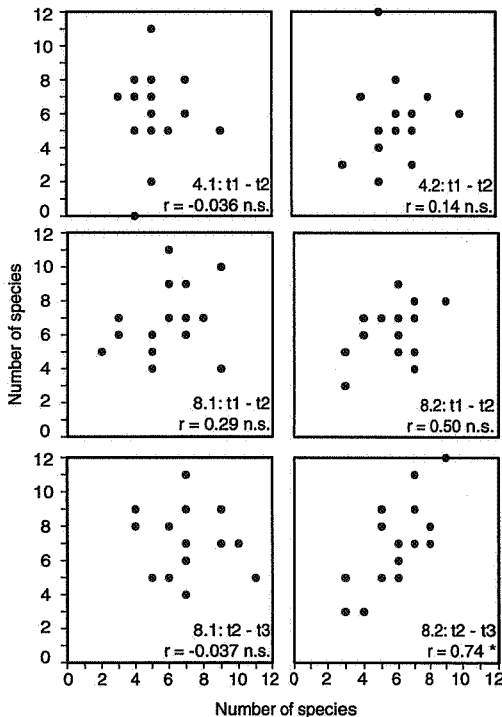 12
10
8
6
4
2
0
4.1: t1 - t2
r = -0.036 n.s.
4.2: t1 - t2
r = 0.14 n.s.
Number of species
12
10
8
6
4
2
0
8.1: t1 - t2
r = 0.29 n.s.
8.2: t1 - t2
r = 0.50 n.s.
12
10
8
6
4
2
0
8.1: t2 - t3
r = -0.037 n.s.
8.2: t2 - t3
r = 0.74 *
0 2 4 6 8 10 12
0 2 4 6 8 10 12
Number of species